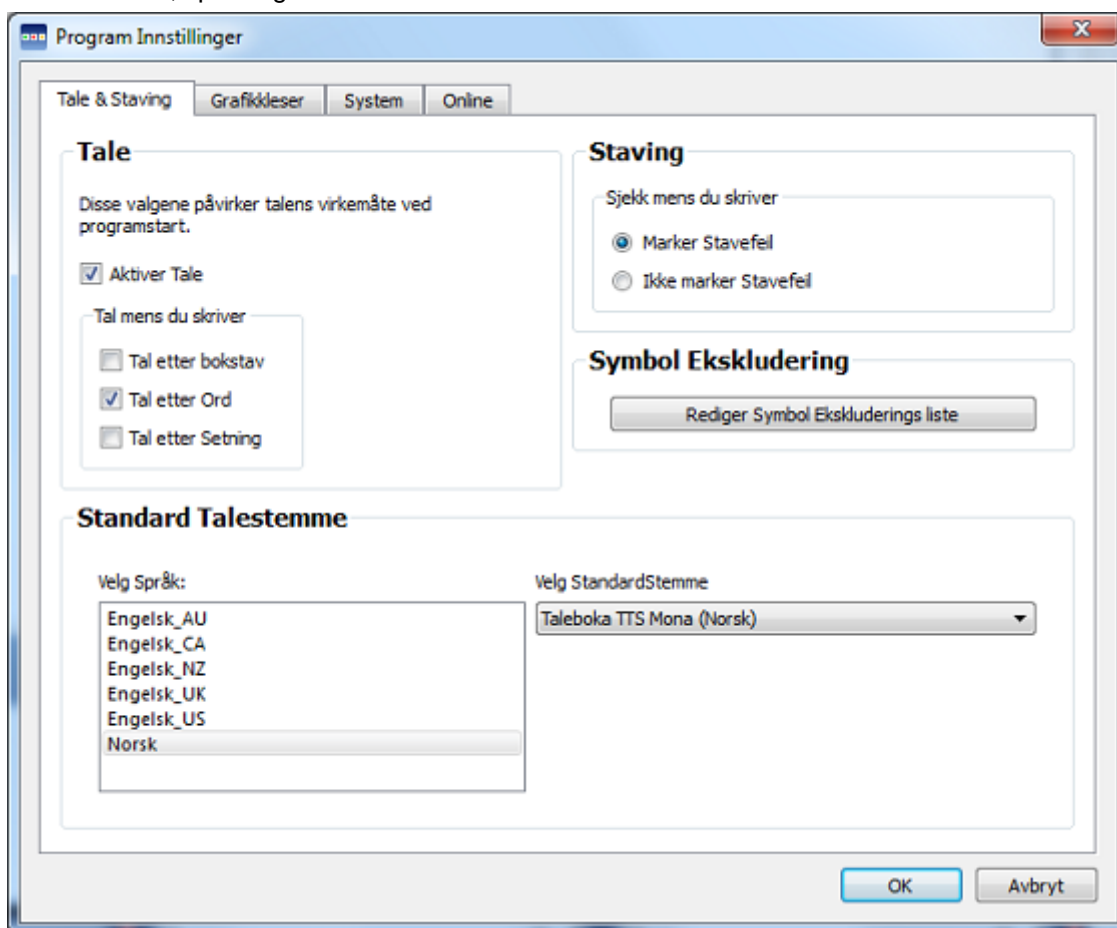 Program Innstillinger
Tale & Staving
Grafikkleser
System
Online
Tale
Disse valgene påvirker talens virkemåte ved
programstart.
Aktiver Tale
Tal mens du skriver
Tal etter bokstav
Tal etter Ord
Tal etter Setning
Staving
Sjekk mens du skriver
Marker Stavefeil
Ikke marker Stavefeil
Symbol Ekskludering
Rediger Symbol Ekskluderings liste
Standard Talestemme
Velg Språk:
Engelsk_AU
Engelsk_CA
Engelsk_NZ
Engelsk_UK
Engelsk_US
Norsk
Velg StandardStemme
Taleboka TTS Mona (Norsk)
OK
Avbryt